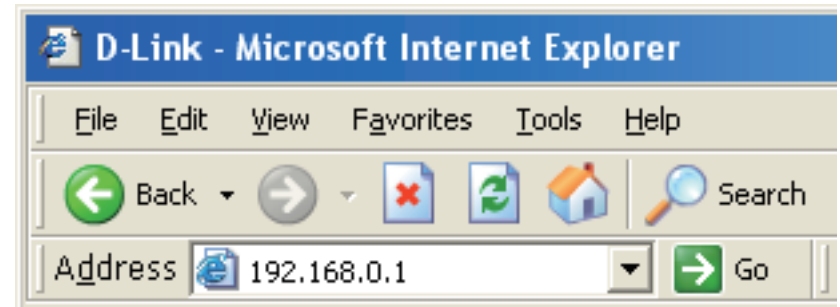 D-Link - Microsoft Internet Explorer
File Edit View Favorites Tools Help
Back Search
Address 192.168.0.1 Go